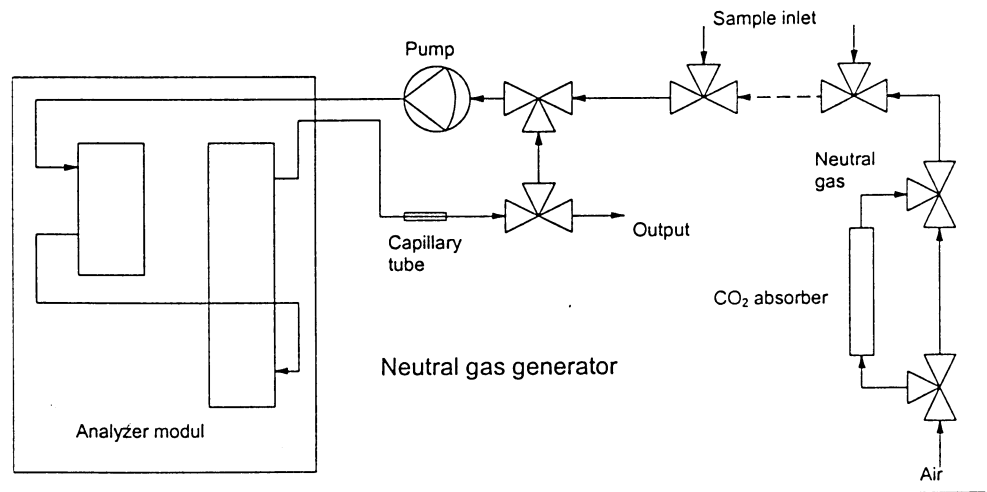 Sample inlet
Pump
Neutral
gas
Capillary
tube
Output
CO₂ absorber
Neutral gas generator
Analyźer modul
Air